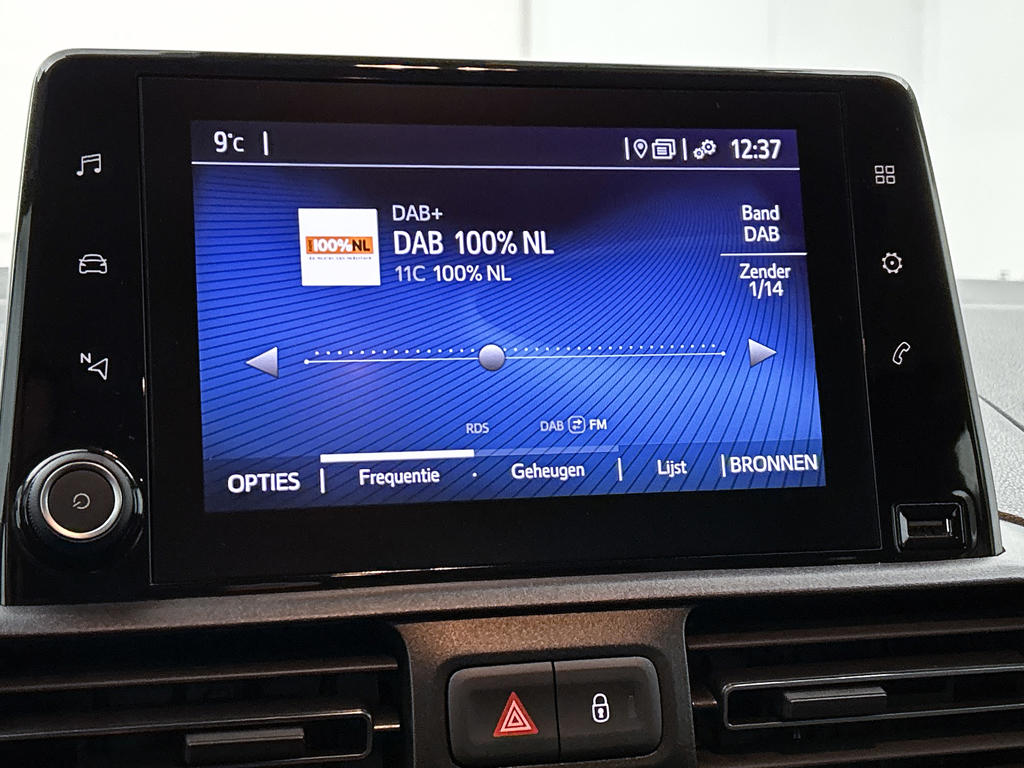 9°C
12:37
DAB+
DAB 100% NL
11C 100% NL
100%NL
Band
DAB
Zender
1/14
N
RDS
DAB FM
OPTIES
Frequentie
Geheugen
Lijst
BRONNEN